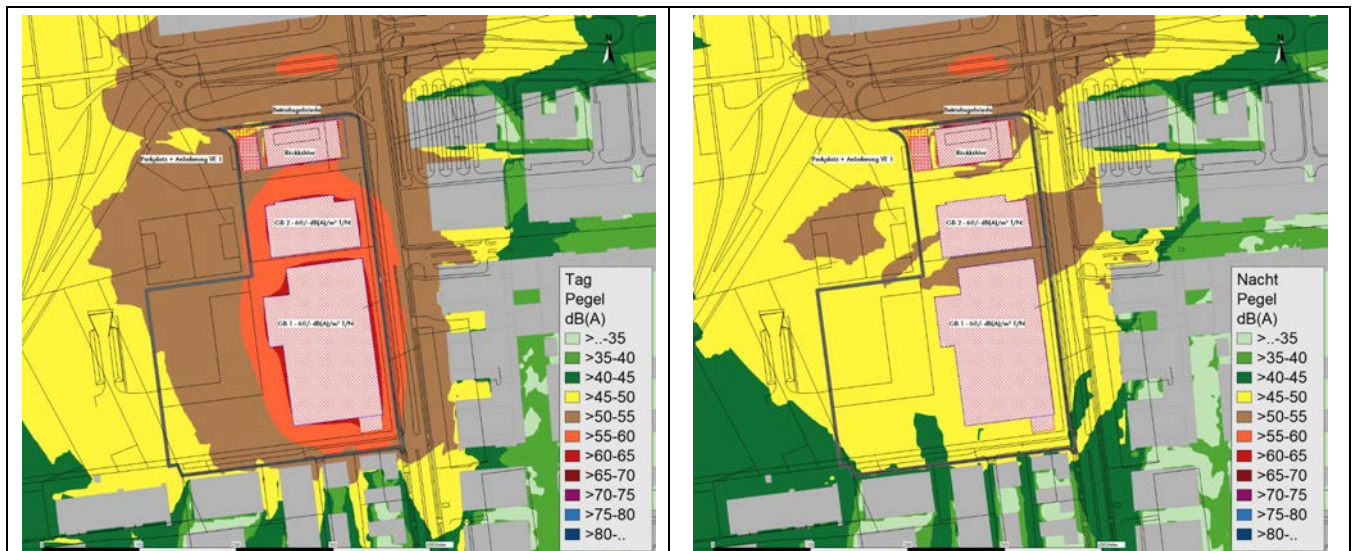 N
Betriebsgebäude
Parkplatz + Anlieferung VE 1
Rückkühler
GB 2 - 60/- dB(A)/m² T/N
GB 1 - 60/- dB(A)/m² T/N
Tag
Pegel
dB(A)
>..-35
>35-40
>40-45
>45-50
>50-55
>55-60
>60-65
>65-70
>70-75
>75-80
>80-..
N
Betriebsgebäude
Parkplatz + Anlieferung VE 1
Rückkühler
GB 2 - 60/- dB(A)/m² T/N
GB 1 - 60/- dB(A)/m² T/N
Nacht
Pegel
dB(A)
>..-35
>35-40
>40-45
>45-50
>50-55
>55-60
>60-65
>65-70
>70-75
>75-80
>80-..